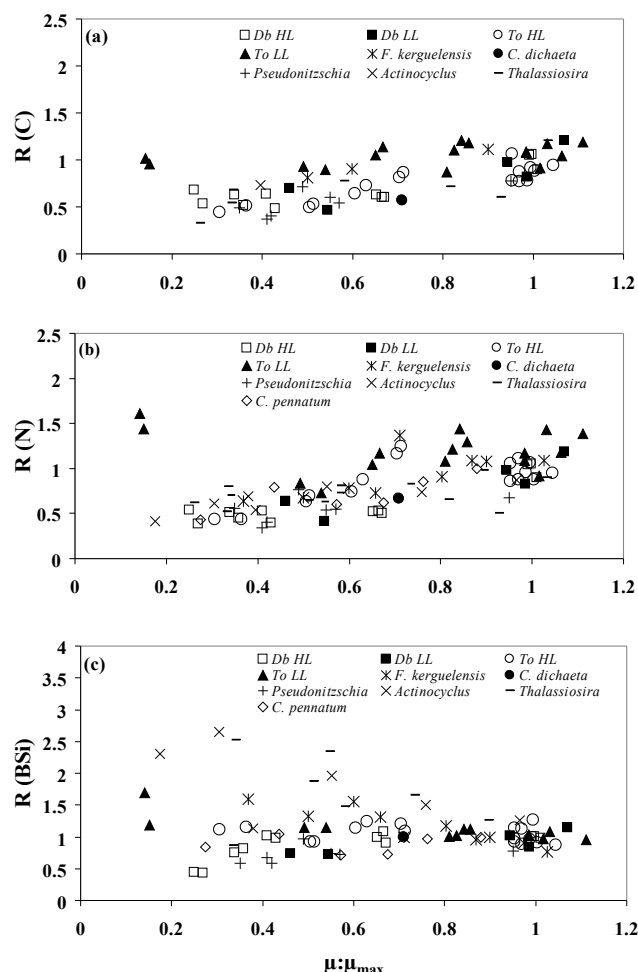 (a)
□ Db HL ■ Db LL ○ To HL
▲ To LL ✳ F. kerguelensis ● C. dichaeta
+ Pseudonitzschia × Actinocyclus − Thalassiosira
R (C)
2.5
2
1.5
1
0.5
0
0 0.2 0.4 0.6 0.8 1 1.2
(b)
□ Db HL ■ Db LL ○ To HL
▲ To LL ✳ F. kerguelensis ● C. dichaeta
+ Pseudonitzschia × Actinocyclus − Thalassiosira
◇ C. pennatum
R (N)
2.5
2
1.5
1
0.5
0
0 0.2 0.4 0.6 0.8 1 1.2
(c)
□ Db HL ■ Db LL ○ To HL
▲ To LL ✳ F. kerguelensis ● C. dichaeta
+ Pseudonitzschia × Actinocyclus − Thalassiosira
◇ C. pennatum
R (BSi)
4
3.5
3
2.5
2
1.5
1
0.5
0
0 0.2 0.4 0.6 0.8 1 1.2
μ:μmax